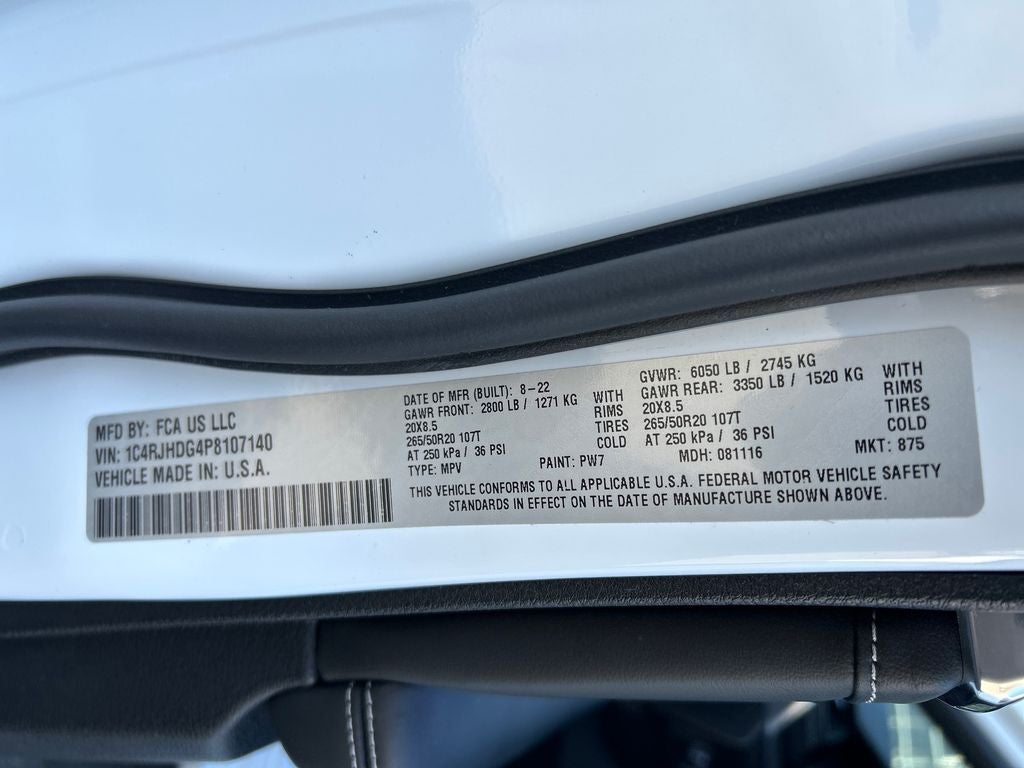 MFD BY: FCA US LLC
VIN: 1C4RJHDG4P8107140
VEHICLE MADE IN: U.S.A.
DATE OF MFR (BUILT): 8-22
GAWR FRONT: 2800 LB / 1271 KG WITH
20X8.5 RIMS
265/50R20 107T TIRES
AT 250 kPa / 36 PSI COLD
TYPE: MPV PAINT: PW7
GVWR: 6050 LB / 2745 KG
GAWR REAR: 3350 LB / 1520 KG WITH
20X8.5 RIMS
265/50R20 107T TIRES
AT 250 kPa / 36 PSI COLD
MDH: 081116 MKT: 875
THIS VEHICLE CONFORMS TO ALL APPLICABLE U.S.A. FEDERAL MOTOR VEHICLE SAFETY
STANDARDS IN EFFECT ON THE DATE OF MANUFACTURE SHOWN ABOVE.